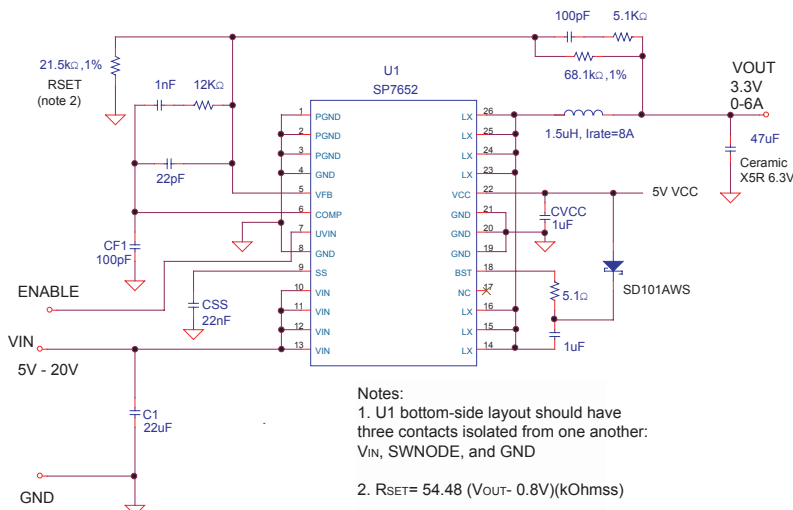 100pF
5.1KΩ
21.5kΩ,1%
RSET
(note 2)
1nF
12KΩ
U1
SP7652
68.1kΩ,1%
VOUT
3.3V
0-6A
1.5uH, Irate=8A
47uF
Ceramic
X5R 6.3V
22pF
CF1
100pF
1 PGND
2 PGND
3 PGND
4 GND
5 VFB
6 COMP
7 UVIN
8 GND
9 SS
10 VIN
11 VIN
12 VIN
13 VIN
LX 26
LX 25
LX 24
LX 23
VCC 22
GND 21
GND 20
GND 19
BST 18
NC 17
LX 16
LX 15
LX 14
5V VCC
CVCC
1uF
5.1Ω
SD101AWS
1uF
ENABLE
CSS
22nF
VIN
5V - 20V
C1
22uF
GND
Notes:
1. U1 bottom-side layout should have
three contacts isolated from one another:
VIN, SWNODE, and GND
2. RSET= 54.48 (VOUT- 0.8V)(kOhmss)